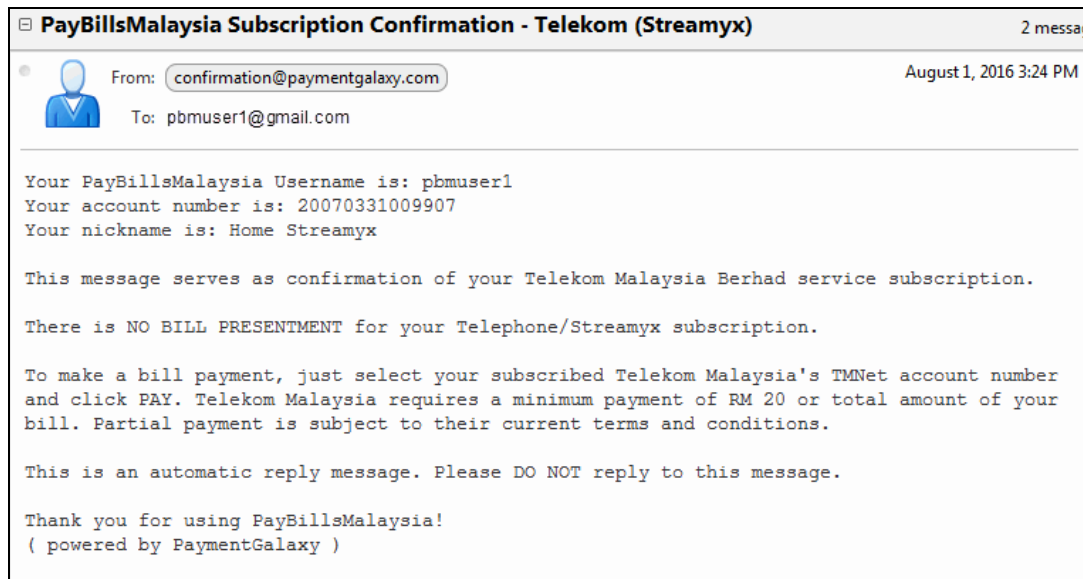 PayBillsMalaysia Subscription Confirmation - Telekom (Streamyx)
2 messa
From: confirmation@paymentgalaxy.com
August 1, 2016 3:24 PM
To: pbmuser1@gmail.com
Your PayBillsMalaysia Username is: pbmuser1
Your account number is: 20070331009907
Your nickname is: Home Streamyx
This message serves as confirmation of your Telekom Malaysia Berhad service subscription.
There is NO BILL PRESENTMENT for your Telephone/Streamyx subscription.
To make a bill payment, just select your subscribed Telekom Malaysia's TMNet account number
and click PAY. Telekom Malaysia requires a minimum payment of RM 20 or total amount of your
bill. Partial payment is subject to their current terms and conditions.
This is an automatic reply message. Please DO NOT reply to this message.
Thank you for using PayBillsMalaysia!
( powered by PaymentGalaxy )